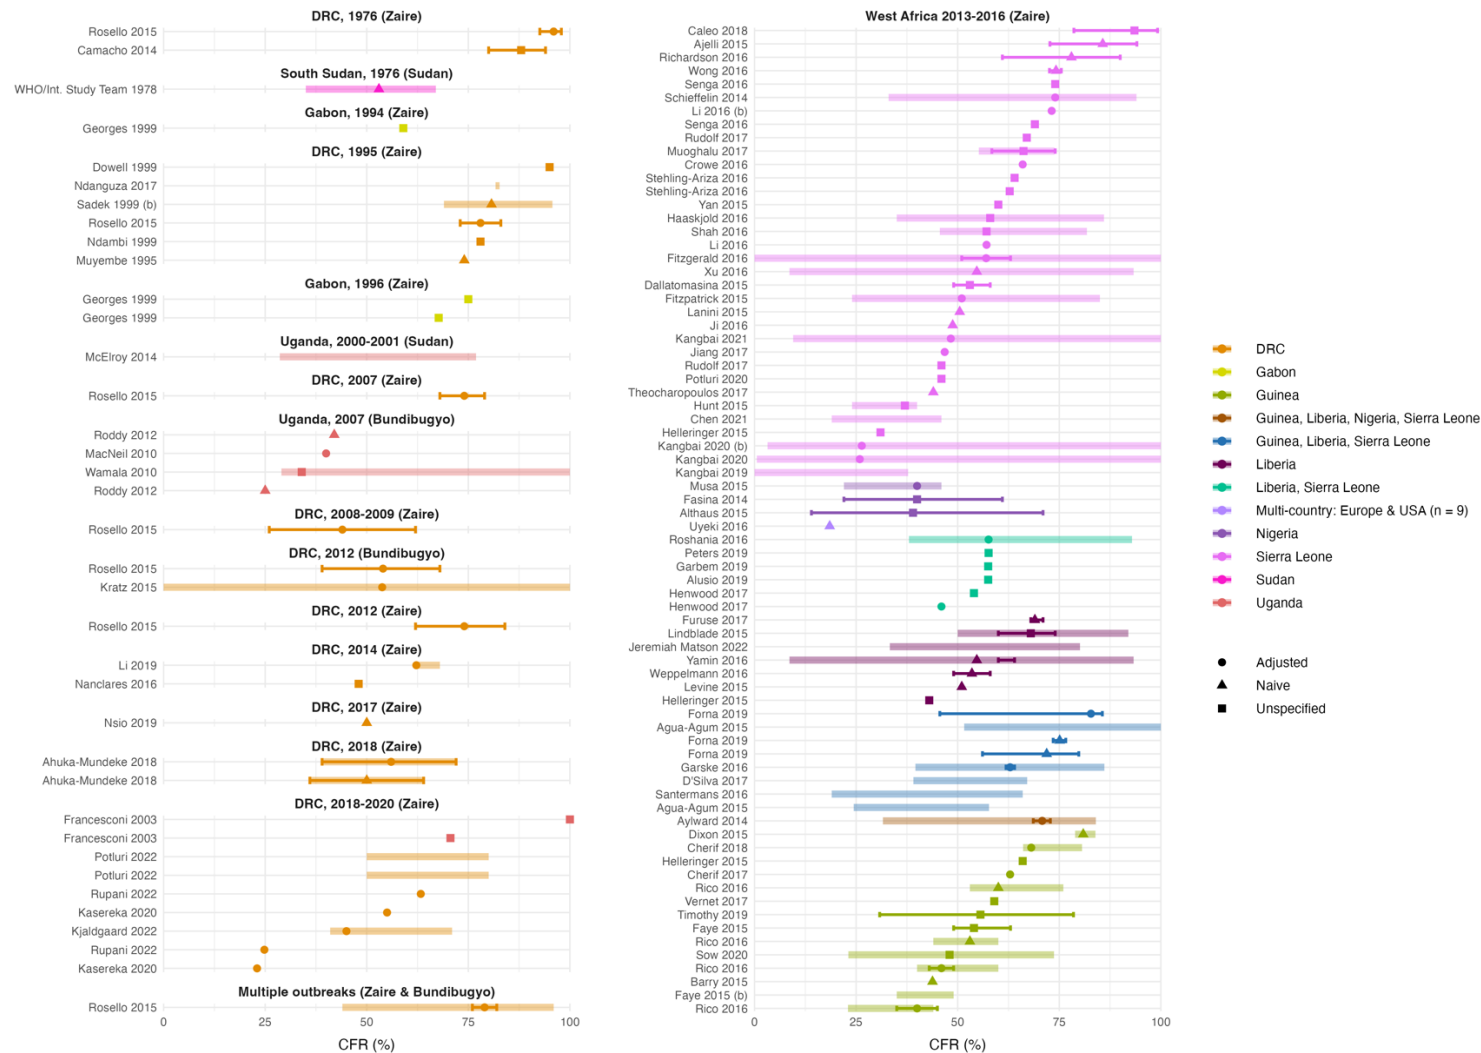 DRC, 1976 (Zaire)
Rosello 2015
Camacho 2014
South Sudan, 1976 (Sudan)
WHO/Int. Study Team 1978
Gabon, 1994 (Zaire)
Georges 1999
DRC, 1995 (Zaire)
Dowell 1999
Ndanguza 2017
Sadek 1999 (b)
Rosello 2015
Ndambi 1999
Muyembe 1995
Gabon, 1996 (Zaire)
Georges 1999
Georges 1999
Uganda, 2000-2001 (Sudan)
McElroy 2014
DRC, 2007 (Zaire)
Rosello 2015
Uganda, 2007 (Bundibugyo)
Roddy 2012
MacNeil 2010
Wamala 2010
Roddy 2012
DRC, 2008-2009 (Zaire)
Rosello 2015
DRC, 2012 (Bundibugyo)
Rosello 2015
Kratz 2015
DRC, 2012 (Zaire)
Rosello 2015
DRC, 2014 (Zaire)
Li 2019
Nanclares 2016
DRC, 2017 (Zaire)
Nsio 2019
DRC, 2018 (Zaire)
Ahuka-Mundeke 2018
Ahuka-Mundeke 2018
DRC, 2018-2020 (Zaire)
Francesconi 2003
Francesconi 2003
Potluri 2022
Potluri 2022
Rupani 2022
Kasereka 2020
Kjaldgaard 2022
Rupani 2022
Kasereka 2020
Multiple outbreaks (Zaire & Bundibugyo)
Rosello 2015
0 25 50 75 100
CFR (%)
West Africa 2013-2016 (Zaire)
Caleo 2018
Ajelli 2015
Richardson 2016
Wong 2016
Senga 2016
Schieffelin 2014
Li 2016 (b)
Senga 2016
Rudolf 2017
Muoghalu 2017
Crowe 2016
Stehling-Ariza 2016
Stehling-Ariza 2016
Yan 2015
Haaskjold 2016
Shah 2016
Li 2016
Fitzgerald 2016
Xu 2016
Dallatomasina 2015
Fitzpatrick 2015
Lanini 2015
Ji 2016
Kangbai 2021
Jiang 2017
Rudolf 2017
Potluri 2020
Theocharopoulos 2017
Hunt 2015
Chen 2021
Helleringer 2015
Kangbai 2020 (b)
Kangbai 2020
Kangbai 2019
Musa 2015
Fasina 2014
Althaus 2015
Uyeki 2016
Roshania 2016
Peters 2019
Garbern 2019
Alusio 2019
Henwood 2017
Henwood 2017
Furuse 2017
Lindblade 2015
Jeremiah Matson 2022
Yamin 2016
Weppelmann 2016
Levine 2015
Helleringer 2015
Forna 2019
Agua-Agum 2015
Forna 2019
Forna 2019
Garske 2016
D'Silva 2017
Santermans 2016
Agua-Agum 2015
Aylward 2014
Dixon 2015
Cherif 2018
Helleringer 2015
Cherif 2017
Rico 2016
Vernet 2017
Timothy 2019
Faye 2015
Rico 2016
Sow 2020
Rico 2016
Barry 2015
Faye 2015 (b)
Rico 2016
0 25 50 75 100
CFR (%)
DRC
Gabon
Guinea
Guinea, Liberia, Nigeria, Sierra Leone
Guinea, Liberia, Sierra Leone
Liberia
Liberia, Sierra Leone
Multi-country: Europe & USA (n = 9)
Nigeria
Sierra Leone
Sudan
Uganda
Adjusted
Naive
Unspecified